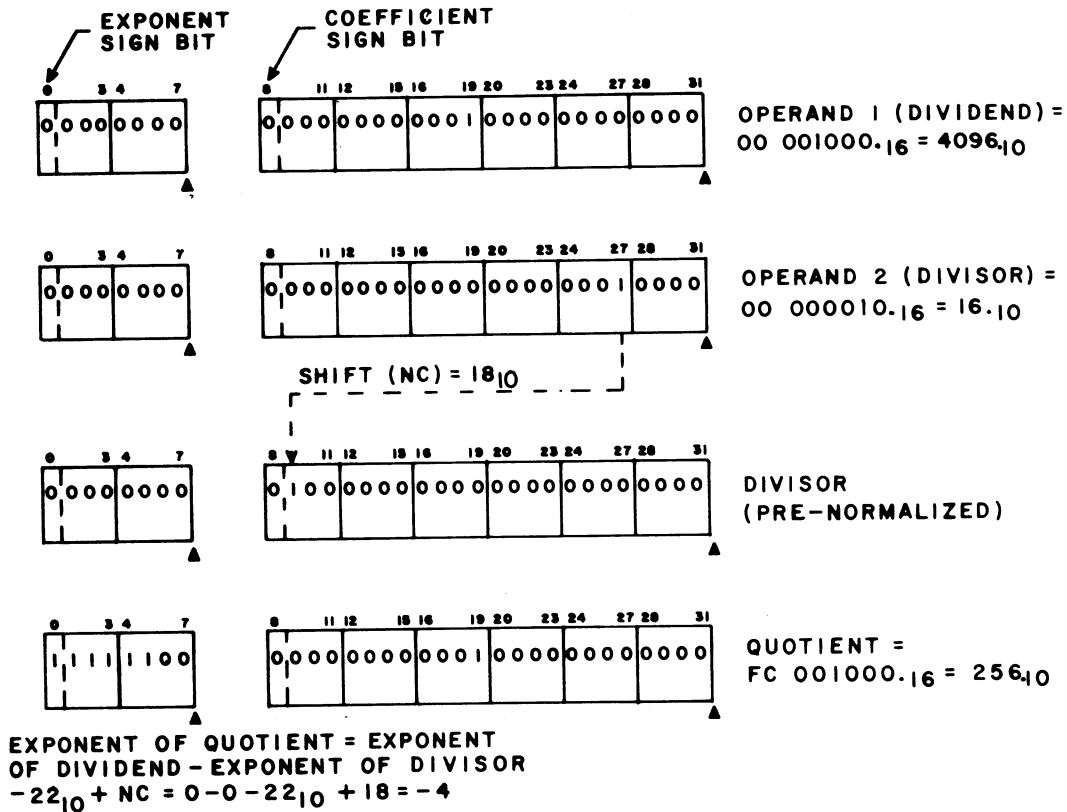 EXPONENT
SIGN BIT
COEFFICIENT
SIGN BIT
0 3 4 7 8 11 12 15 16 19 20 23 24 27 28 31
0 000 0000 0 000 0000 0001 0000 0000 0000
OPERAND 1 (DIVIDEND) =
00 001000.16 = 4096.10
0 3 4 7 8 11 12 15 16 19 20 23 24 27 28 31
0 000 0000 0 000 0000 0000 0000 0001 0000
OPERAND 2 (DIVISOR) =
00 000010.16 = 16.10
SHIFT (NC) = 1810
0 3 4 7 8 11 12 15 16 19 20 23 24 27 28 31
0 000 0000 0 100 0000 0000 0000 0000 0000
DIVISOR
(PRE-NORMALIZED)
0 3 4 7 8 11 12 15 16 19 20 23 24 27 28 31
1 111 1100 0 000 0000 0001 0000 0000 0000
QUOTIENT =
FC 001000.16 = 256.10
EXPONENT OF QUOTIENT = EXPONENT
OF DIVIDEND - EXPONENT OF DIVISOR
-2210 + NC = 0-0-2210 + 18 = -4